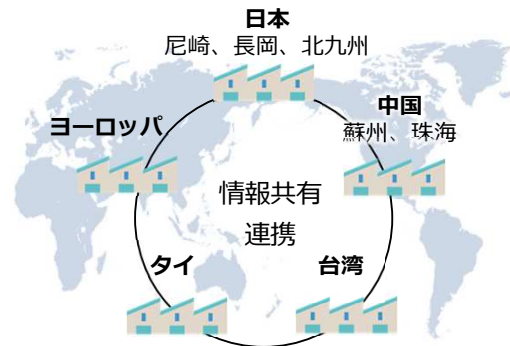 日本
尼崎、長岡、北九州
中国
蘇州、珠海
ヨーロッパ
情報共有
連携
タイ
台湾